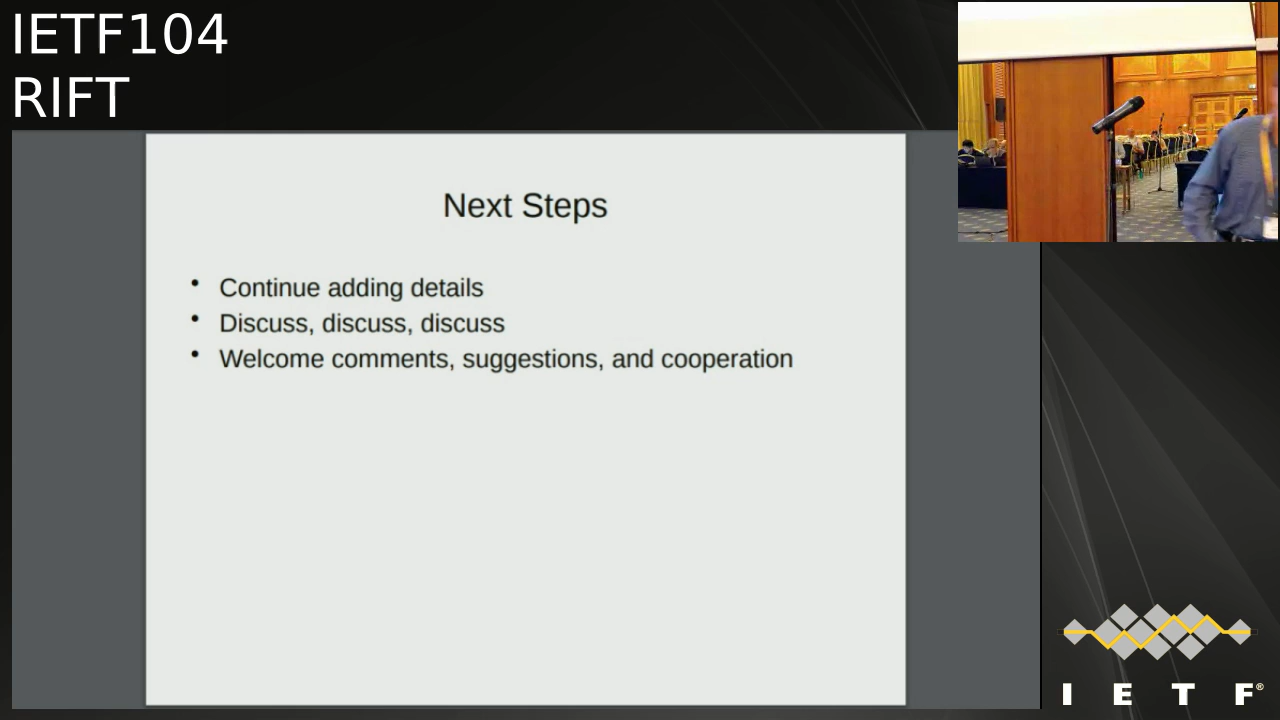 IETF104
RIFT
Next Steps
• Continue adding details
• Discuss, discuss, discuss
• Welcome comments, suggestions, and cooperation
I E T F®